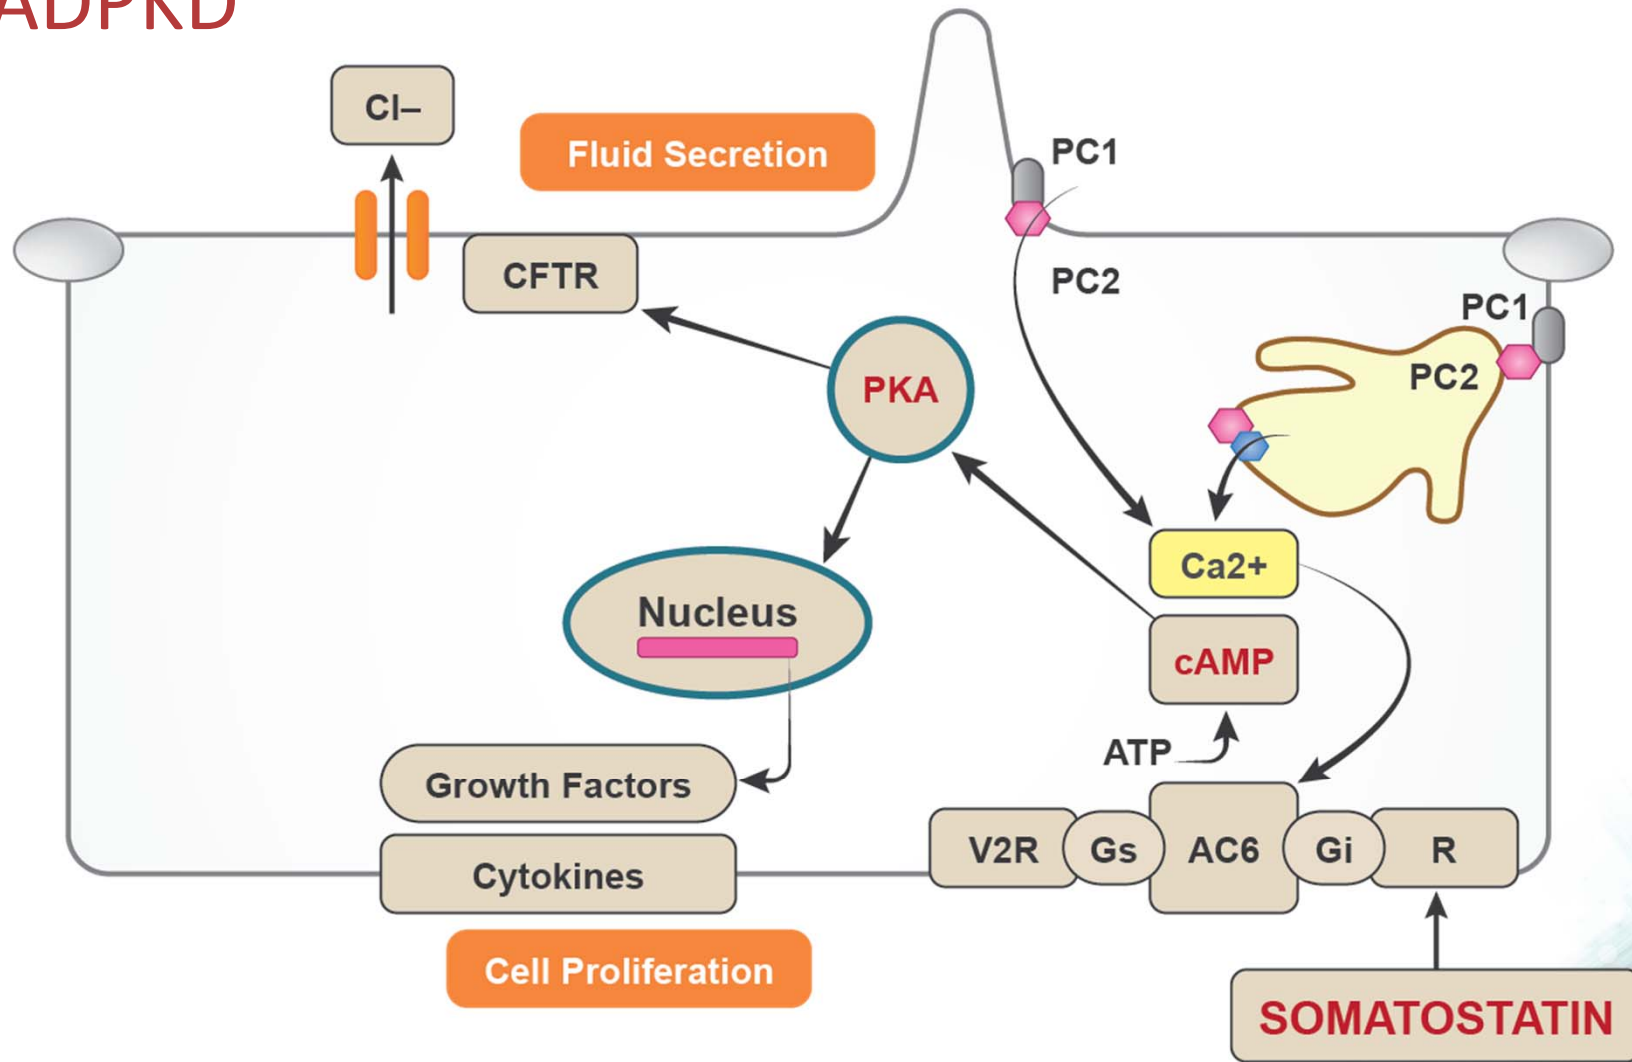 ADPKD
Cl–
Fluid Secretion
PC1
CFTR
PC2
PC1
PC2
PKA
Ca2+
Nucleus
cAMP
ATP
Growth Factors
V2R
Gs
AC6
Gi
R
Cytokines
Cell Proliferation
SOMATOSTATIN